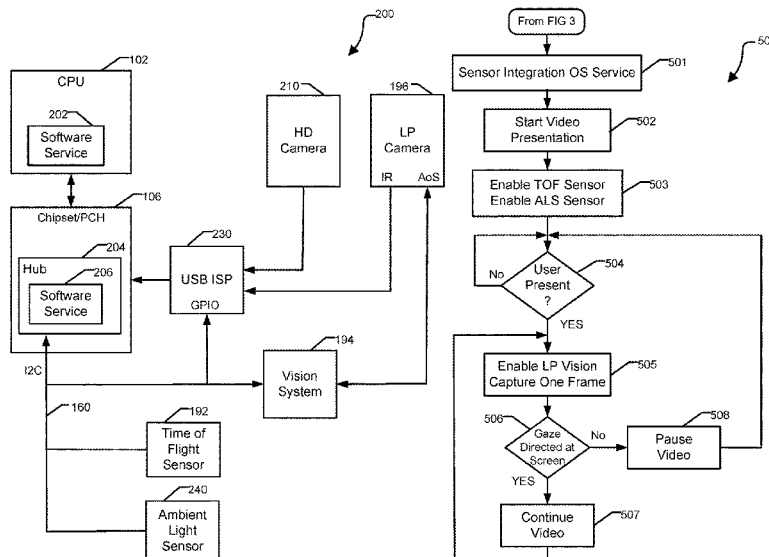 200
102
CPU
202
Software
Service
106
Chipset/PCH
204
Hub
206
Software
Service
I2C
160
210
HD
Camera
196
LP
Camera
IR
AoS
230
USB ISP
GPIO
194
Vision
System
192
Time of
Flight
Sensor
240
Ambient
Light
Sensor
From FIG 3
50
Sensor Integration OS Service
501
Start Video
Presentation
502
Enable TOF Sensor
Enable ALS Sensor
503
User
Present
?
504
No
YES
Enable LP Vision
Capture One Frame
505
506
Gaze
Directed at
Screen
No
508
Pause
Video
YES
Continue
Video
507